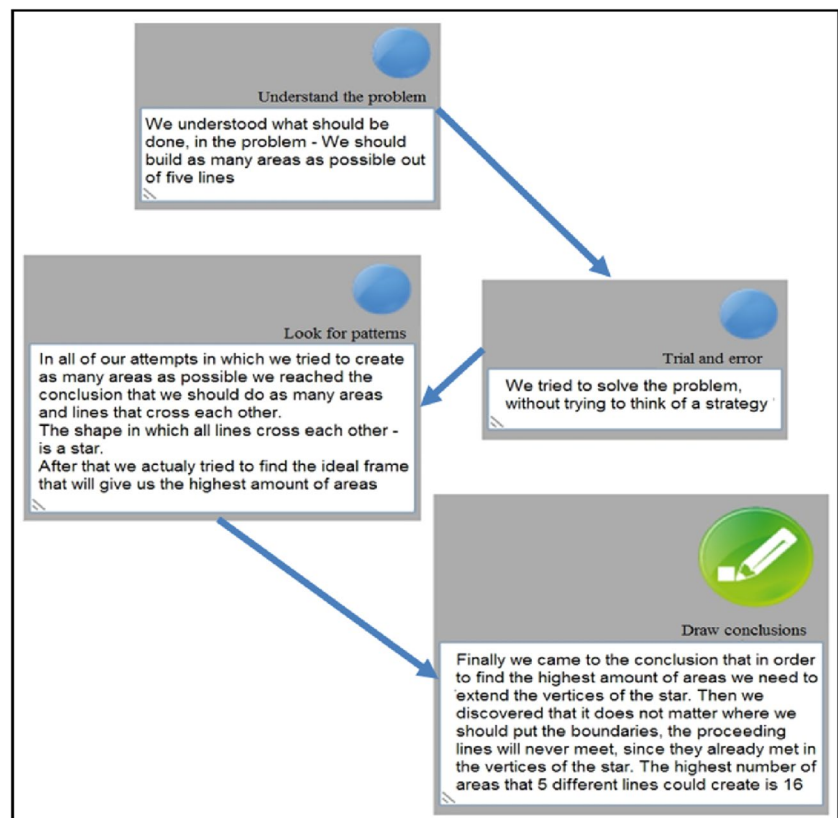 Understand the problem
We understood what should be
done, in the problem - We should
build as many areas as possible out
of five lines
Trial and error
We tried to solve the problem,
without trying to think of a strategy
Look for patterns
In all of our attempts in which we tried to create
as many areas as possible we reached the
conclusion that we should do as many areas
and lines that cross each other.
The shape in which all lines cross each other -
is a star.
After that we actualy tried to find the ideal frame
that will give us the highest amount of areas
Draw conclusions
Finally we came to the conclusion that in order
to find the highest amount of areas we need to
extend the vertices of the star. Then we
discovered that it does not matter where we
should put the boundaries, the proceeding
lines will never meet, since they already met in
the vertices of the star. The highest number of
areas that 5 different lines could create is 16